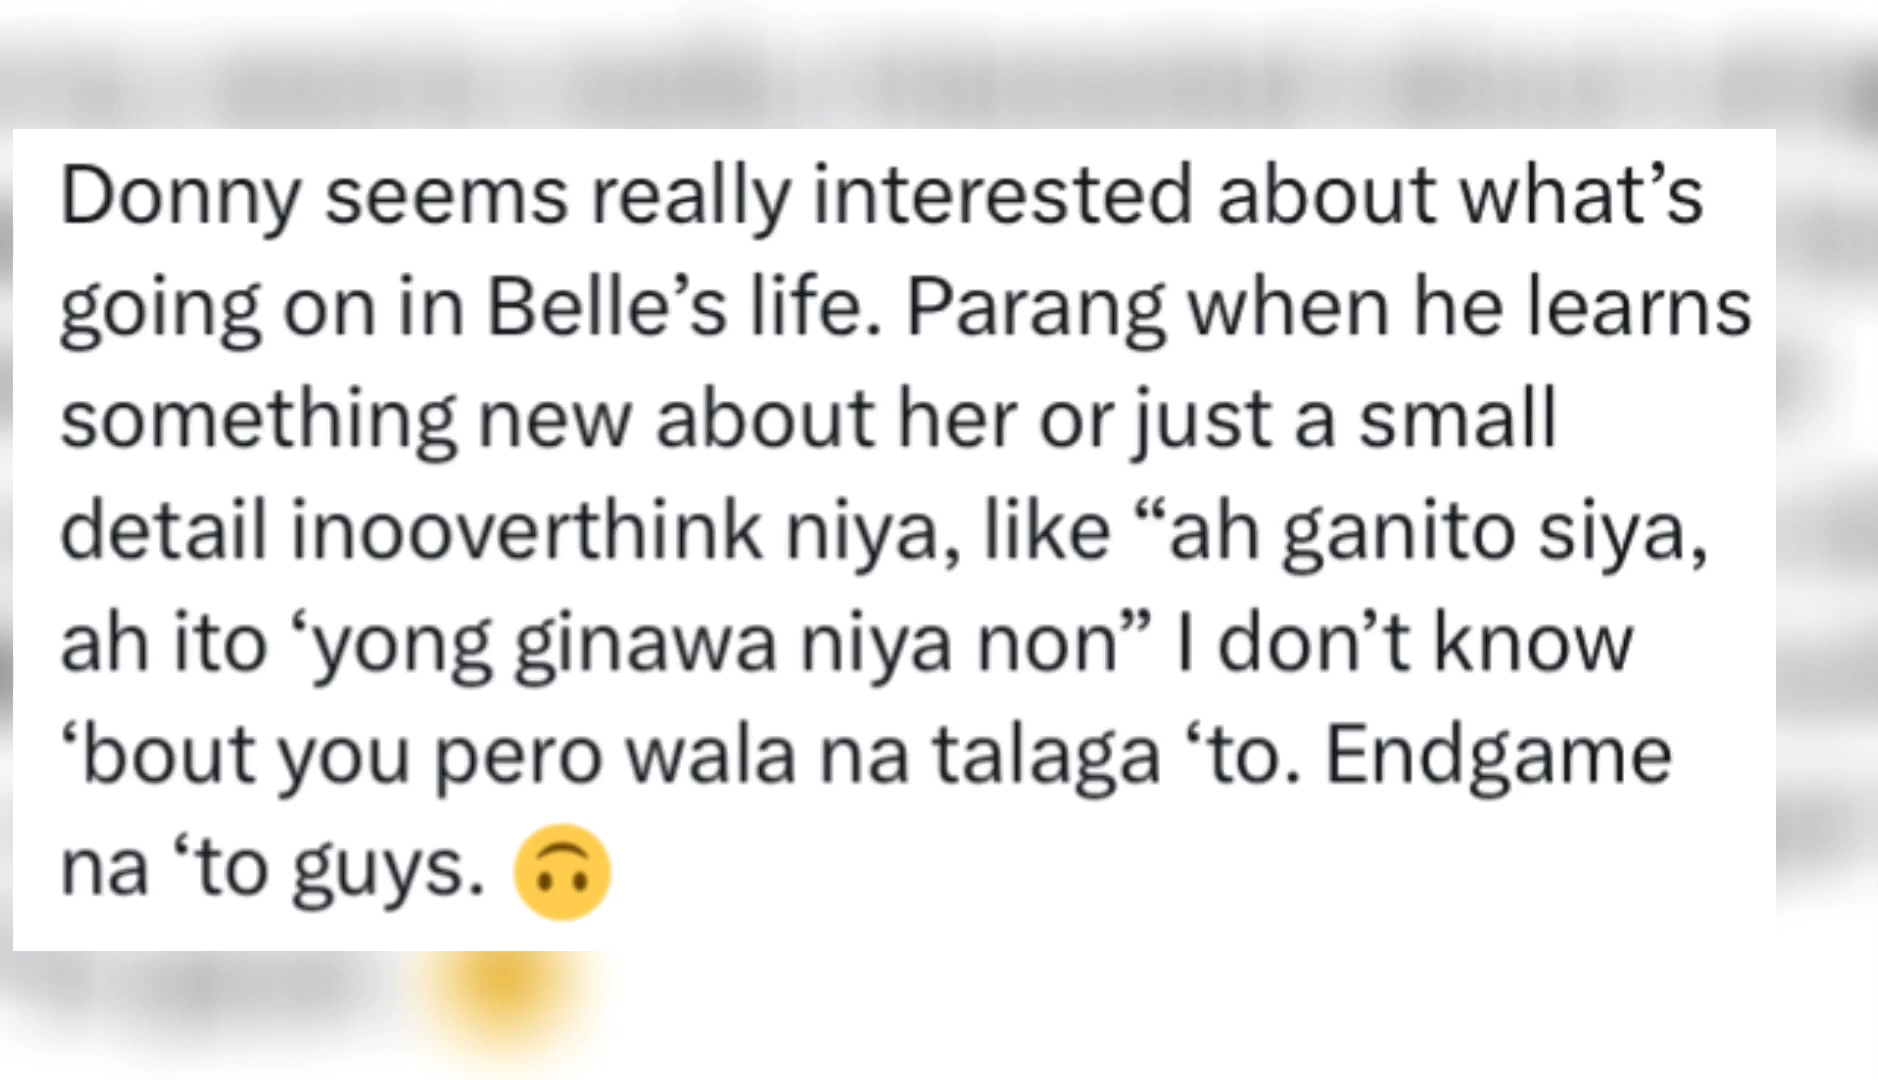 Donny seems really interested about what’s
going on in Belle’s life. Parang when he learns
something new about her or just a small
detail inooverthink niya, like “ah ganito siya,
ah ito ‘yong ginawa niya non” I don’t know
‘bout you pero wala na talaga ‘to. Endgame
na ‘to guys. 🙃